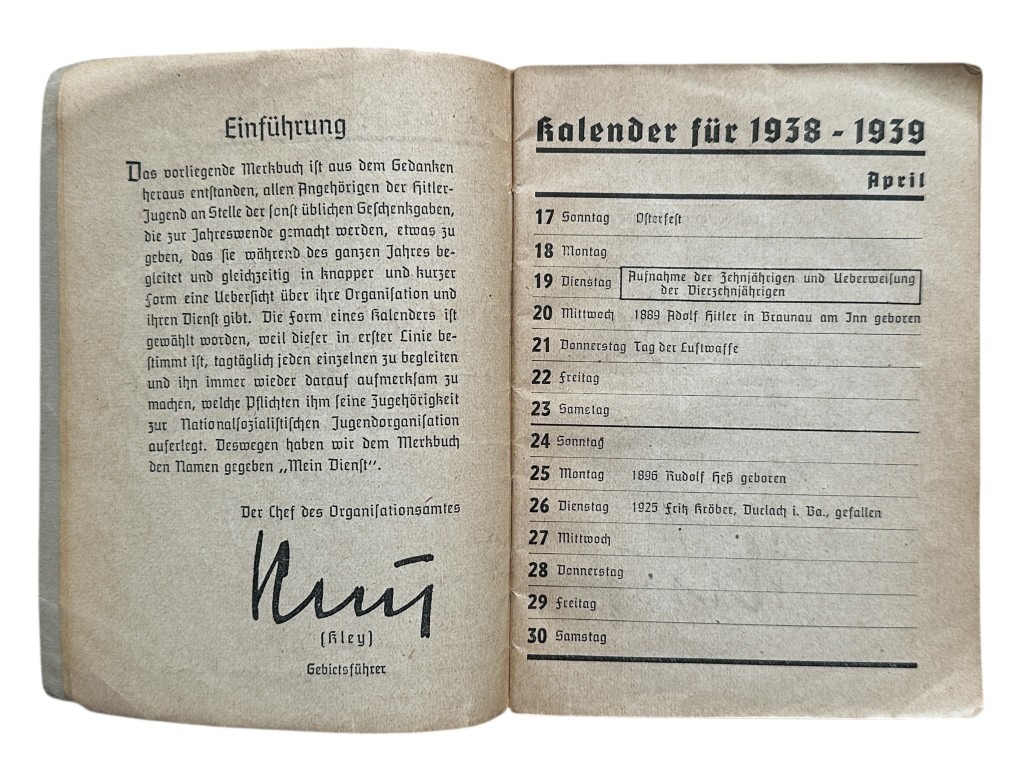 Einführung
Das vorliegende Merkbuch ist aus dem Gedanken
heraus entstanden, allen Angehörigen der Hitler-
Jugend an Stelle der sonst üblichen Geschenkgaben,
die zur Jahreswende gemacht werden, etwas zu
geben, das sie während des ganzen Jahres be-
gleitet und gleichzeitig in knapper und kurzer
Form eine Uebersicht über ihre Organisation und
ihren Dienst gibt. Die Form eines Kalenders ist
gewählt worden, weil dieser in erster Linie be-
stimmt ist, tagtäglich jeden einzelnen zu begleiten
und ihn immer wieder darauf aufmerksam zu
machen, welche Pflichten ihm seine Zugehörigkeit
zur Nationalsozialistischen Jugendorganisation
auferlegt. Deswegen haben wir dem Merkbuch
den Namen gegeben „Mein Dienst“.
Der Chef des Organisationsamtes
Kley
(Kley)
Gebietsführer
Kalender für 1938 - 1939
April
17 Sonntag Osterfest
18 Montag
19 Dienstag Aufnahme der Zehnjährigen und Ueberweisung
der Vierzehnjährigen
20 Mittwoch 1889 Adolf Hitler in Braunau am Inn geboren
21 Donnerstag Tag der Luftwaffe
22 Freitag
23 Samstag
24 Sonntag
25 Montag 1896 Rudolf Heß geboren
26 Dienstag 1925 Fritz Kröber, Durlach i. Ba., gefallen
27 Mittwoch
28 Donnerstag
29 Freitag
30 Samstag